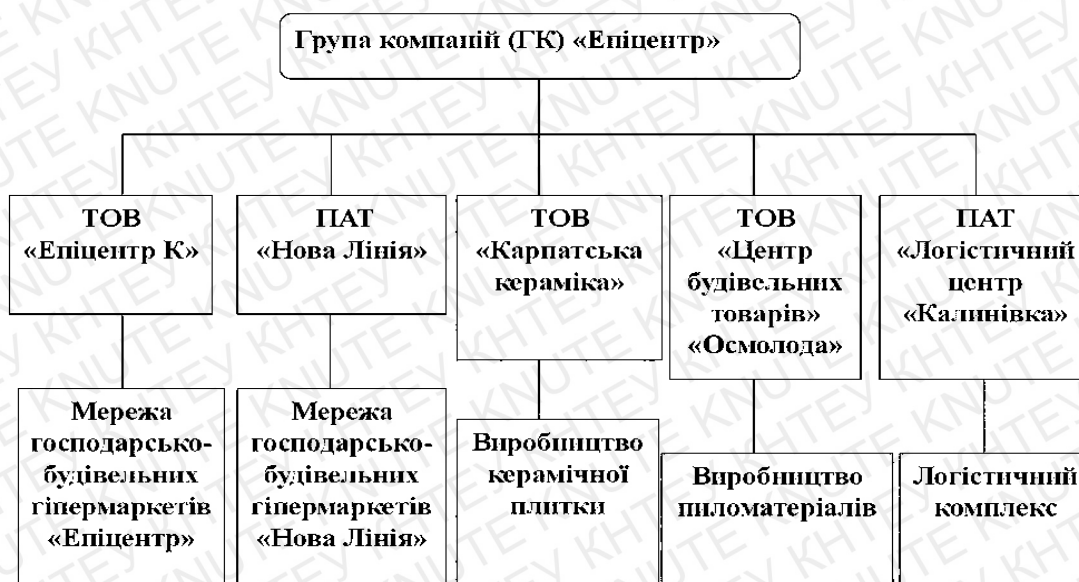 Група компаній (ГК) «Епіцентр»
ТОВ
«Епіцентр К»
ПАТ
«Нова Лінія»
ТОВ
«Карпатська
кераміка»
ТОВ
«Центр
будівельних
товарів»
«Осмолода»
ПАТ
«Логістичний
центр
«Калинівка»
Мережа
господарсько-
будівельних
гіпермаркетів
«Епіцентр»
Мережа
господарсько-
будівельних
гіпермаркетів
«Нова Лінія»
Виробництво
керамічної
плитки
Виробництво
пиломатеріалів
Логістичний
комплекс